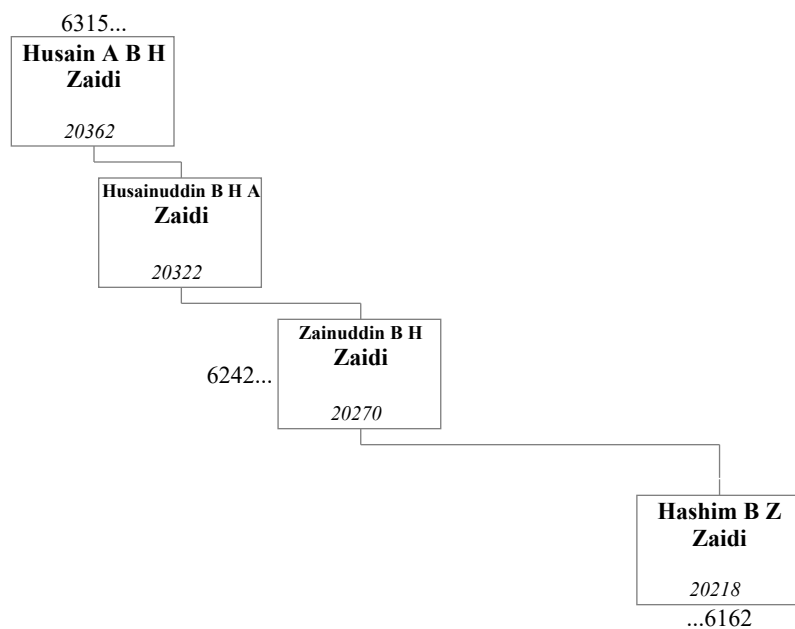 6315...
Husain A B H
Zaidi
20362
Husainuddin B H A
Zaidi
20322
Zainuddin B H
Zaidi
6242...
20270
Hashim B Z
Zaidi
20218
...6162